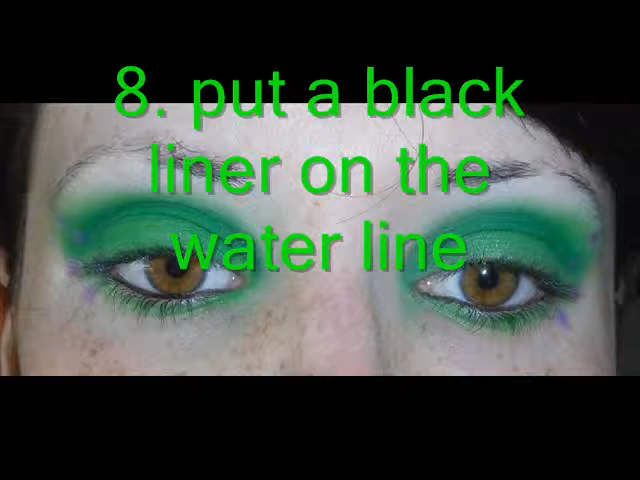 8. put a black
liner on the
water line